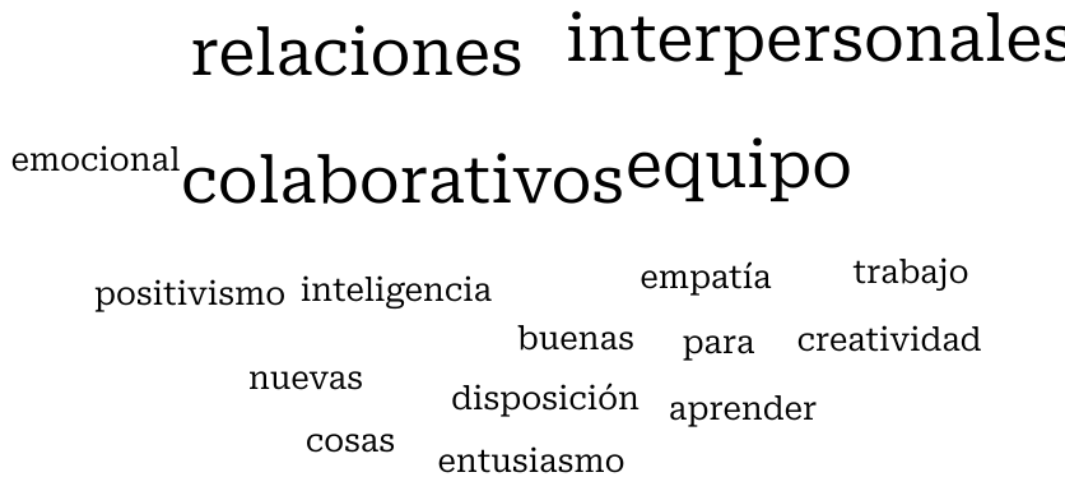 relaciones interpersonales
emocional colaborativos equipo
positivismo inteligencia empatía trabajo
buenas para creatividad
nuevas disposición aprender
cosas entusiasmo